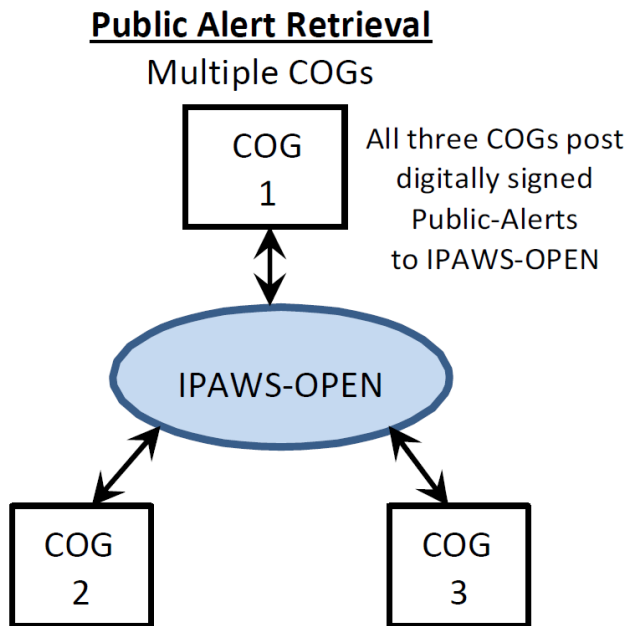 Public Alert Retrieval
Multiple COGs
COG
1
All three COGs post
digitally signed
Public-Alerts
to IPAWS-OPEN
IPAWS-OPEN
COG
2
COG
3